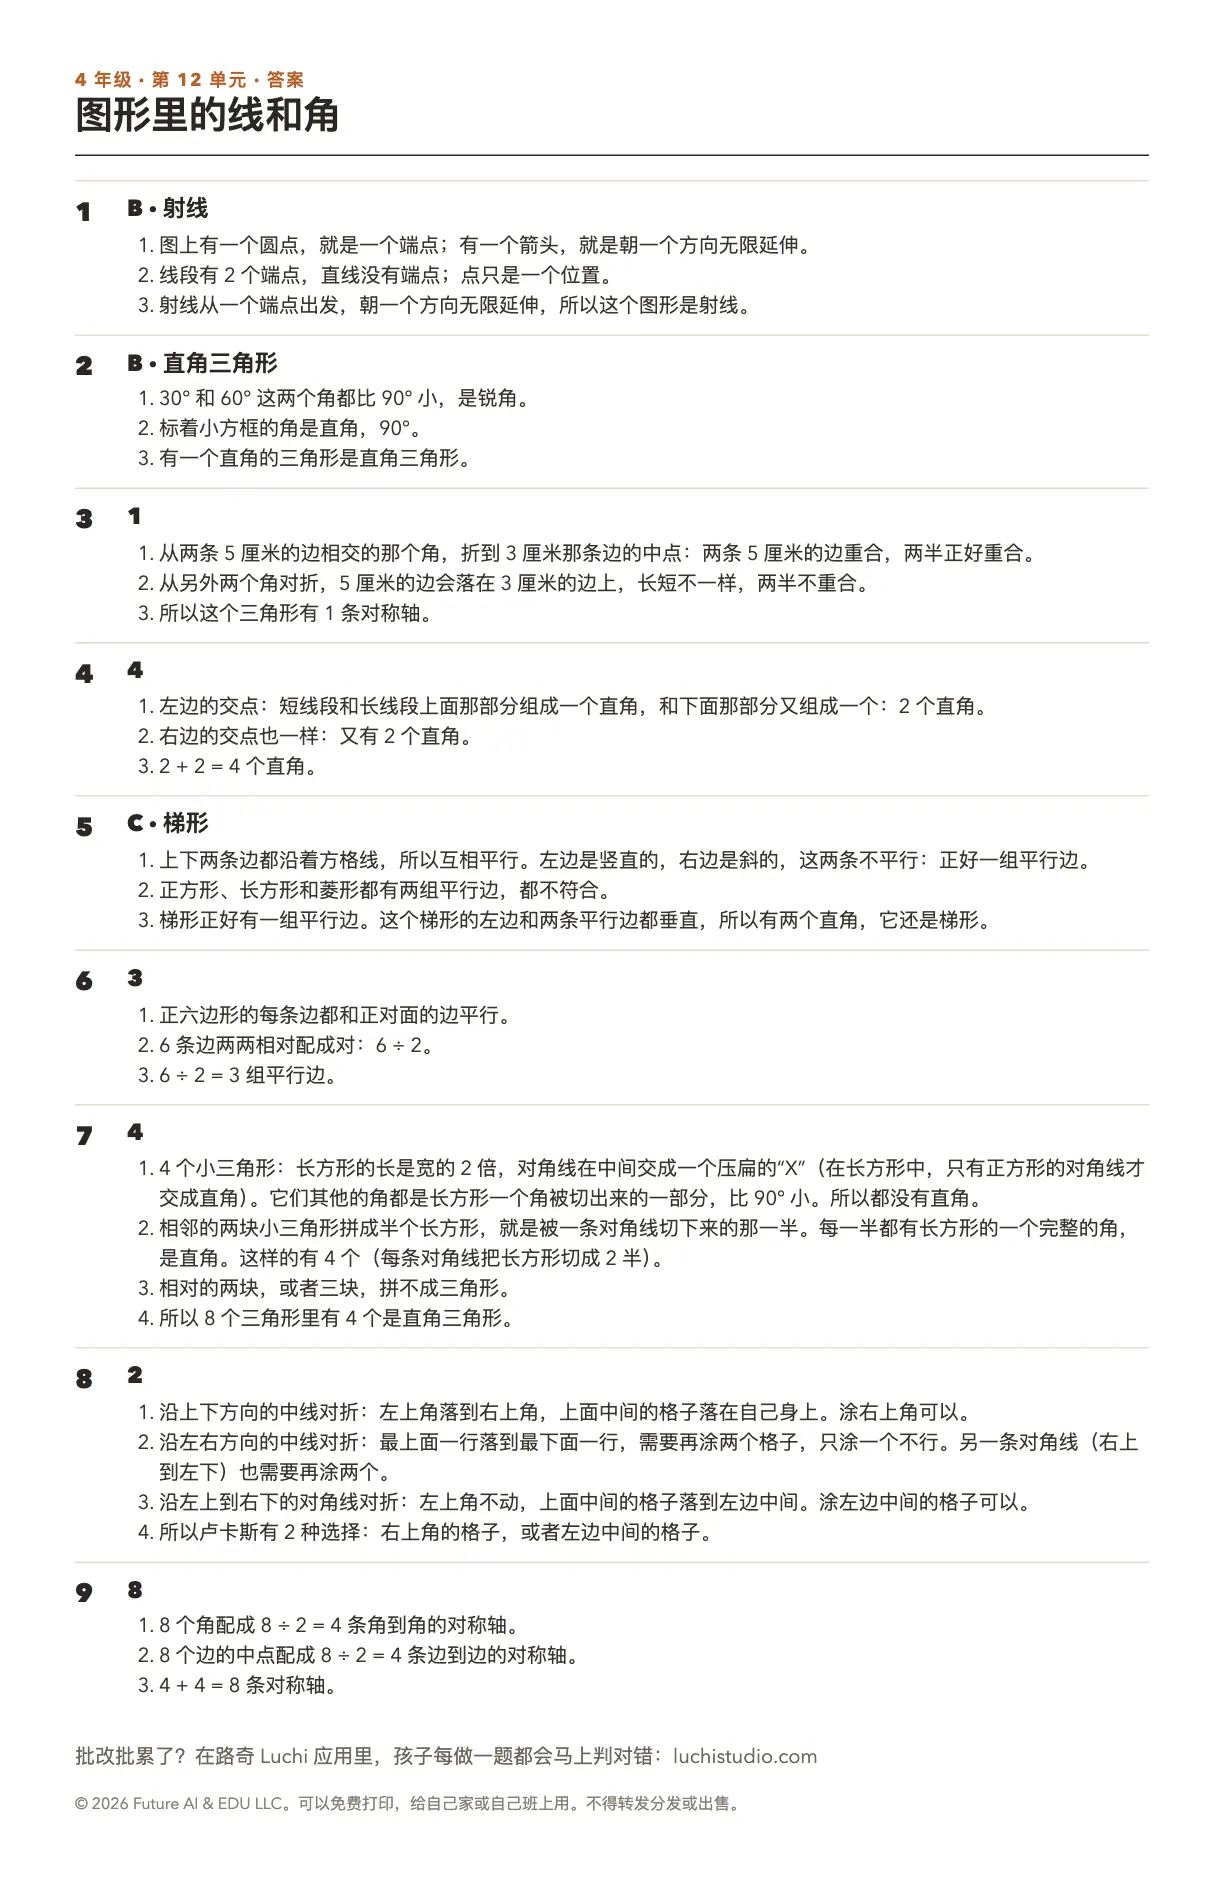 4 年级 · 第 12 单元 · 答案
图形里的线和角
1 B · 射线
1. 图上有一个圆点，就是一个端点；有一个箭头，就是朝一个方向无限延伸。
2. 线段有 2 个端点，直线没有端点；点只是一个位置。
3. 射线从一个端点出发，朝一个方向无限延伸，所以这个图形是射线。
2 B · 直角三角形
1. 30° 和 60° 这两个角都比 90° 小，是锐角。
2. 标着小方框的角是直角，90°。
3. 有一个直角的三角形是直角三角形。
3 1
1. 从两条 5 厘米的边相交的那个角，折到 3 厘米那条边的中点：两条 5 厘米的边重合，两半正好重合。
2. 从另外两个角对折，5 厘米的边会落在 3 厘米的边上，长短不一样，两半不重合。
3. 所以这个三角形有 1 条对称轴。
4 4
1. 左边的交点：短线段和长线段上面那部分组成一个直角，和下面那部分又组成一个：2 个直角。
2. 右边的交点也一样：又有 2 个直角。
3. 2 + 2 = 4 个直角。
5 C · 梯形
1. 上下两条边都沿着方格线，所以互相平行。左边是竖直的，右边是斜的，这两条不平行：正好一组平行边。
2. 正方形、长方形和菱形都有两组平行边，都不符合。
3. 梯形正好有一组平行边。这个梯形的左边和两条平行边都垂直，所以有两个直角，它还是梯形。
6 3
1. 正六边形的每条边都和正对面的边平行。
2. 6 条边两两相对配成对：6 ÷ 2。
3. 6 ÷ 2 = 3 组平行边。
7 4
1. 4 个小三角形：长方形的长是宽的 2 倍，对角线在中间交成一个压扁的“X”（在长方形中，只有正方形的对角线才
交成直角）。它们其他的角都是长方形一个角被切出来的一部分，比 90° 小。所以都没有直角。
2. 相邻的两块小三角形拼成半个长方形，就是被一条对角线切下来的那一半。每一半都有长方形的一个完整的角，
是直角。这样的有 4 个（每条对角线把长方形切成 2 半）。
3. 相对的两块，或者三块，拼不成三角形。
4. 所以 8 个三角形里有 4 个是直角三角形。
8 2
1. 沿上下方向的中线对折：左上角落到右上角，上面中间的格子落在自己身上。涂右上角可以。
2. 沿左右方向的中线对折：最上面一行落到最下面一行，需要再涂两个格子，只涂一个不行。另一条对角线（右上
到左下）也需要再涂两个。
3. 沿左上到右下的对角线对折：左上角不动，上面中间的格子落到左边中间。涂左边中间的格子可以。
4. 所以卢卡斯有 2 种选择：右上角的格子，或者左边中间的格子。
9 8
1. 8 个角配成 8 ÷ 2 = 4 条角到角的对称轴。
2. 8 个边的中点配成 8 ÷ 2 = 4 条边到边的对称轴。
3. 4 + 4 = 8 条对称轴。
批改批累了？在路奇 Luchi 应用里，孩子每做一题都会马上判对错：luchistudio.com
© 2026 Future AI & EDU LLC。可以免费打印，给自己家或自己班上用。不得转发分发或出售。